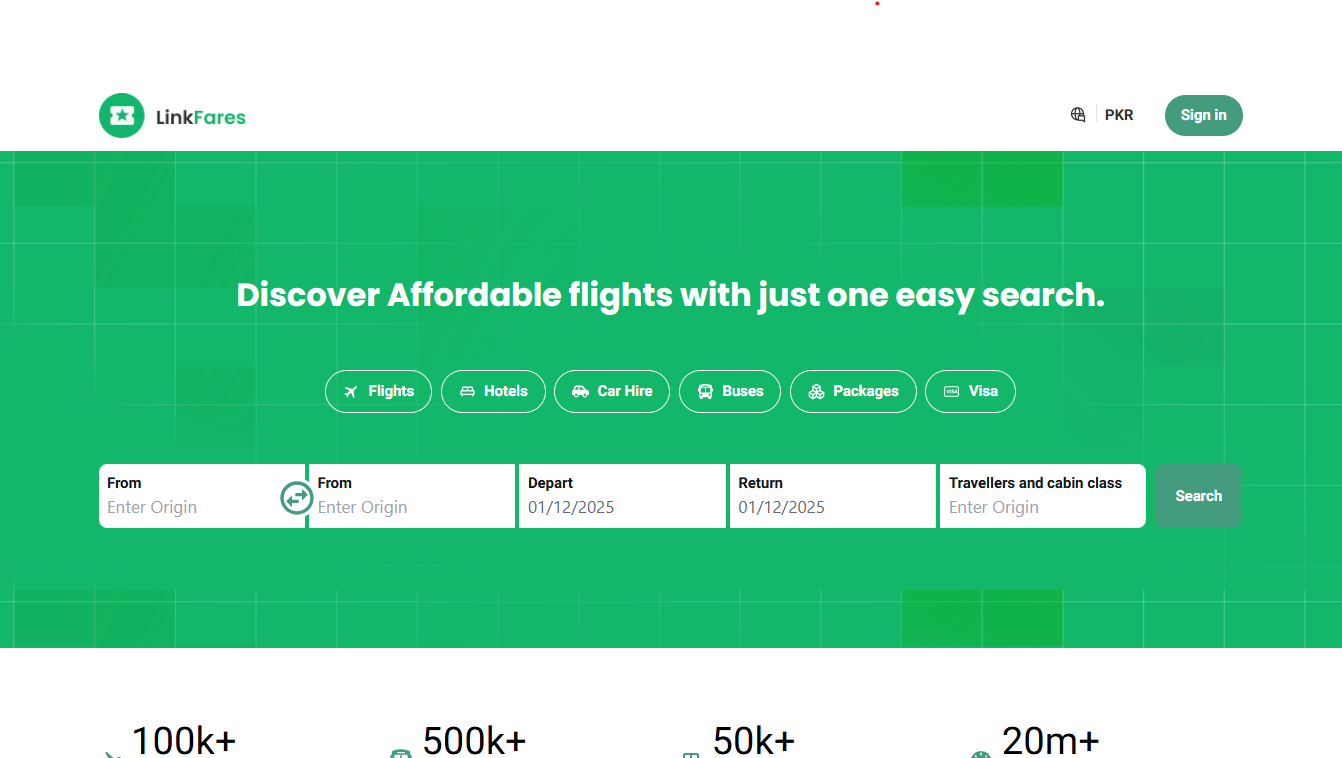 LinkFares
PKR
Sign in
Discover Affordable flights with just one easy search.
Flights
Hotels
Car Hire
Buses
Packages
VISA
Visa
From
Enter Origin
From
Enter Origin
Depart
01/12/2025
Return
01/12/2025
Travellers and cabin class
Enter Origin
Search
100k+
500k+
50k+
20m+